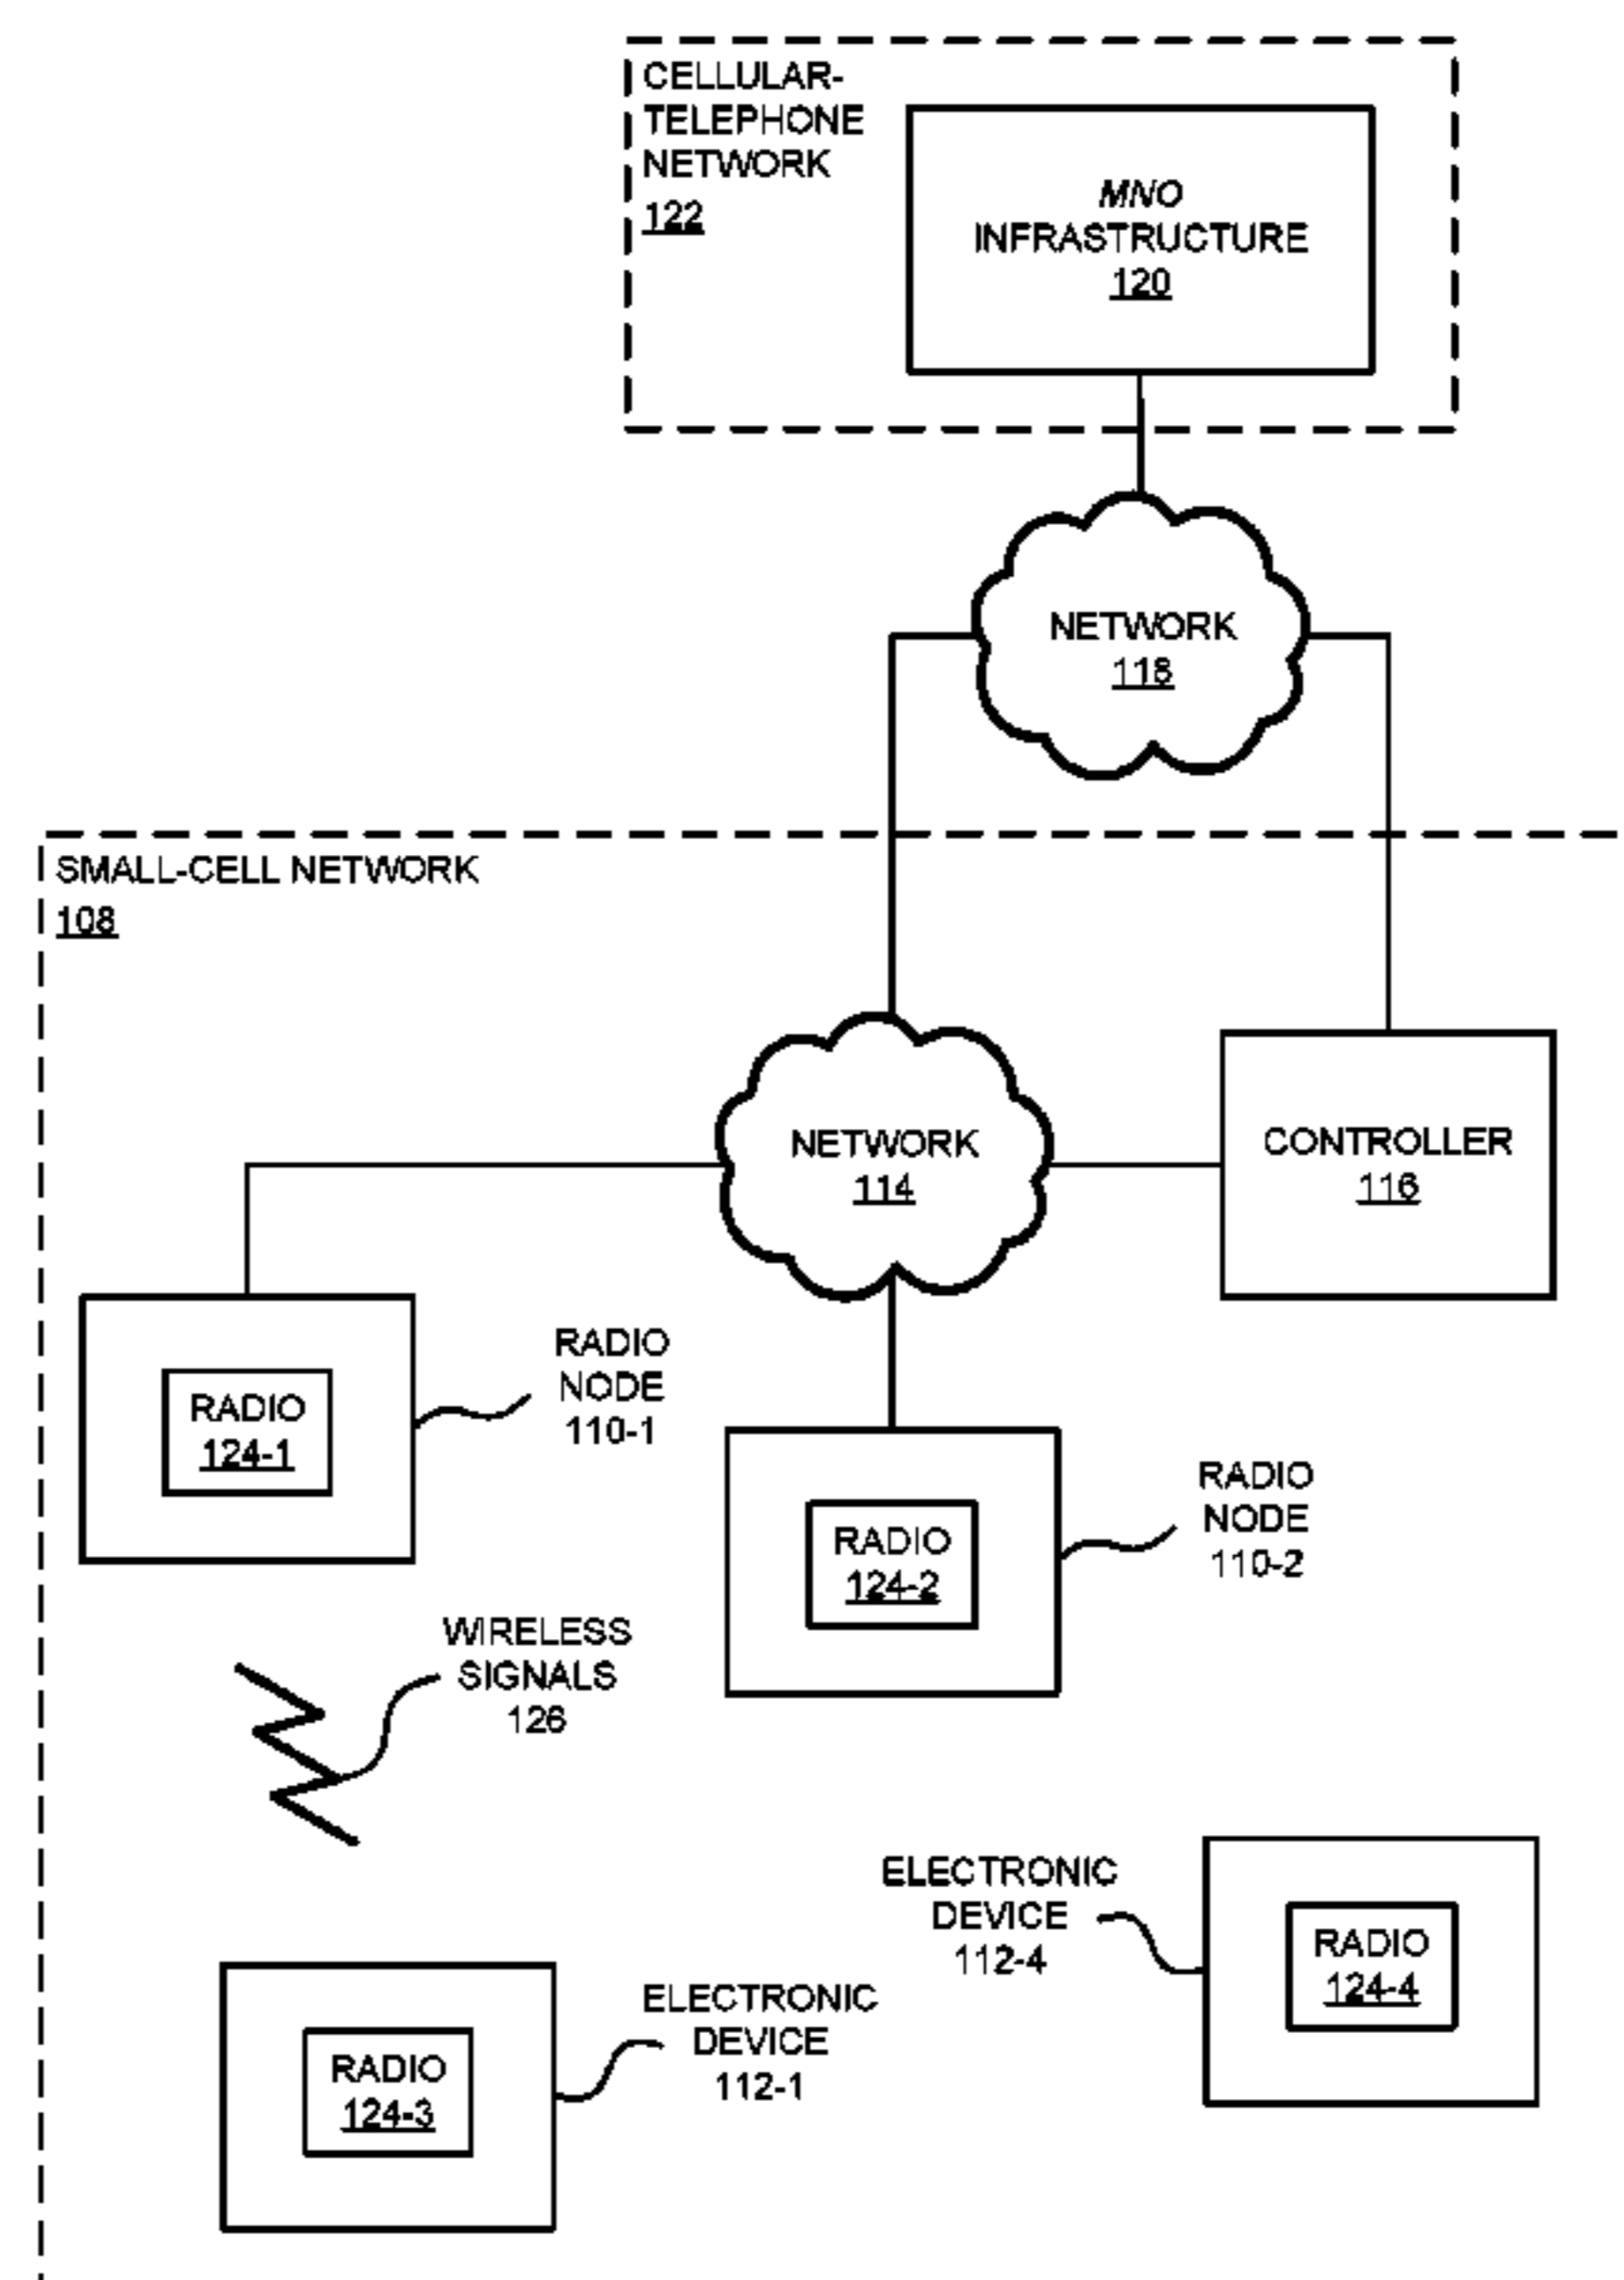 CELLULAR-
TELEPHONE
NETWORK
122
MNO
INFRASTRUCTURE
120
NETWORK
118
SMALL-CELL NETWORK
108
NETWORK
114
CONTROLLER
116
RADIO
NODE
110-1
RADIO
124-1
RADIO
NODE
110-2
RADIO
124-2
WIRELESS
SIGNALS
126
ELECTRONIC
DEVICE
112-4
RADIO
124-4
ELECTRONIC
DEVICE
112-1
RADIO
124-3